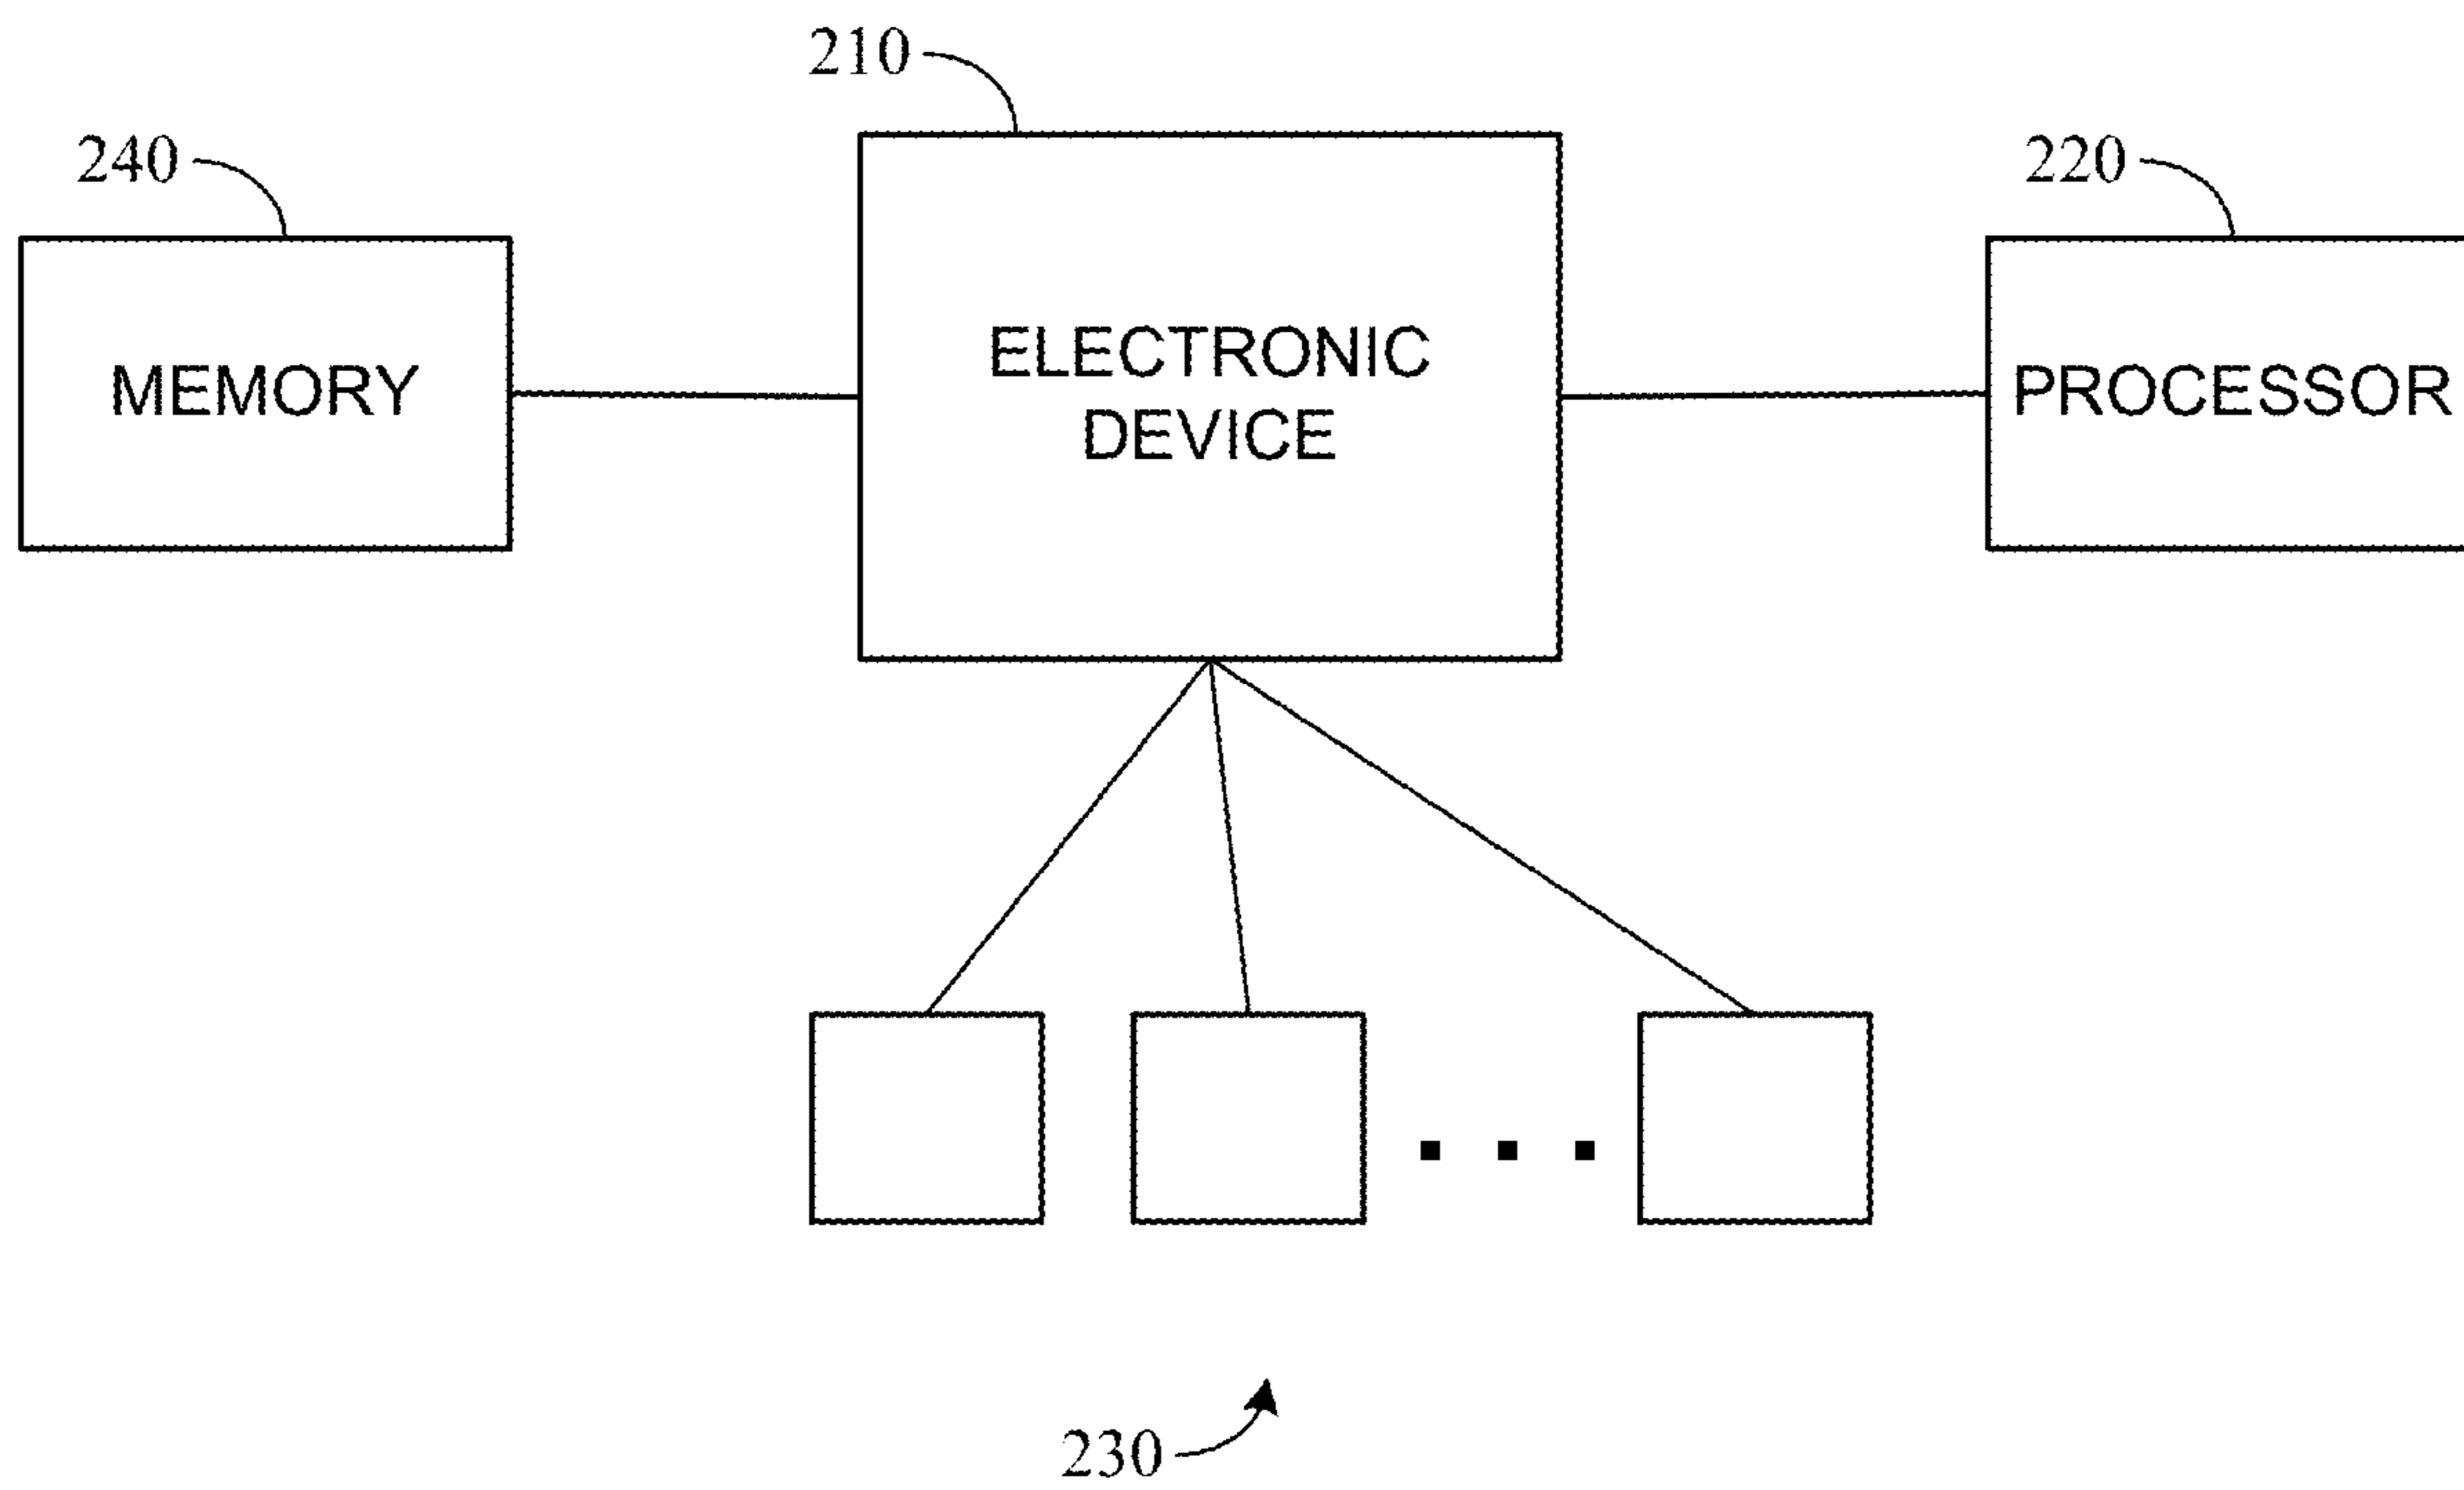 210
240
220
MEMORY
ELECTRONIC
DEVICE
PROCESSOR
. . .
230